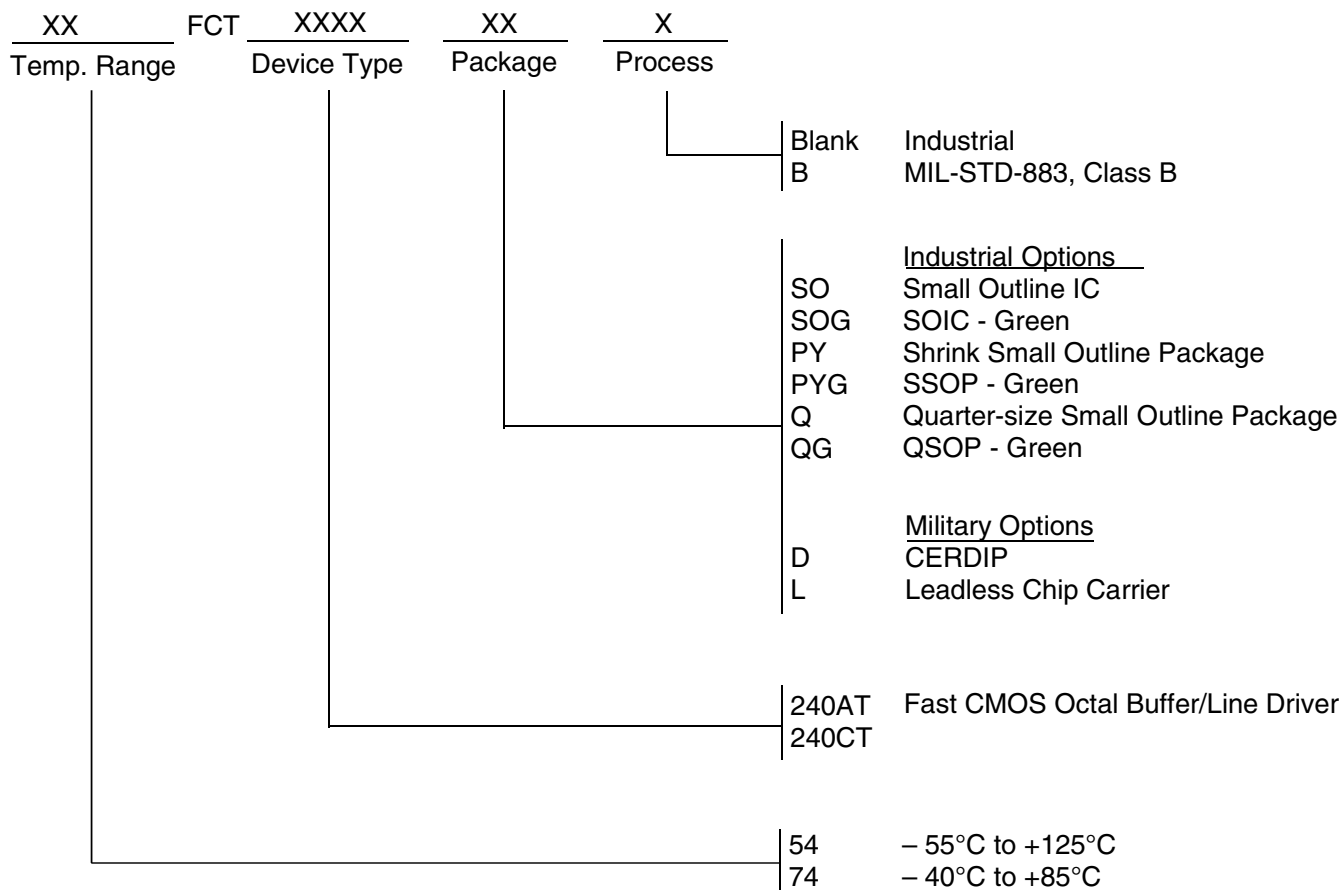 XX FCT XXXX XX X
Temp. Range Device Type Package Process
Blank Industrial
B MIL-STD-883, Class B
Industrial Options
SO Small Outline IC
SOG SOIC - Green
PY Shrink Small Outline Package
PYG SSOP - Green
Q Quarter-size Small Outline Package
QG QSOP - Green
Military Options
D CERDIP
L Leadless Chip Carrier
240AT Fast CMOS Octal Buffer/Line Driver
240CT
54 – 55°C to +125°C
74 – 40°C to +85°C